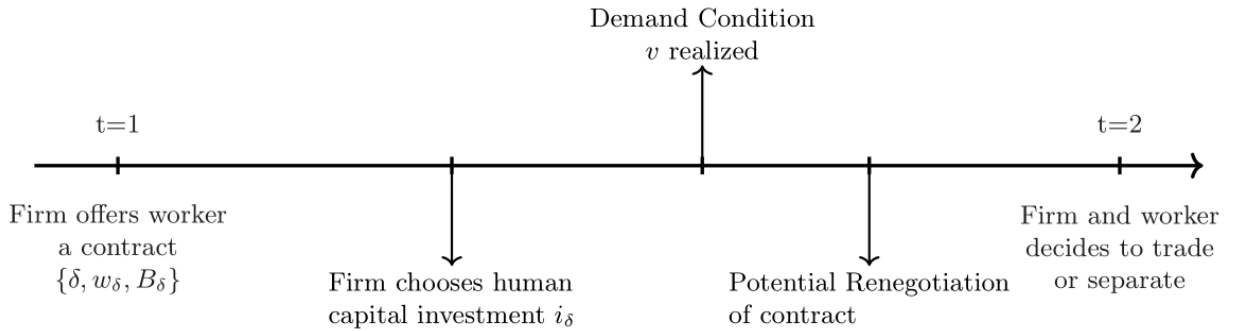 Demand Condition
v realized
t=1
t=2
Firm offers worker
a contract
{δ, w_δ, B_δ}
Firm chooses human
capital investment i_δ
Potential Renegotiation
of contract
Firm and worker
decides to trade
or separate